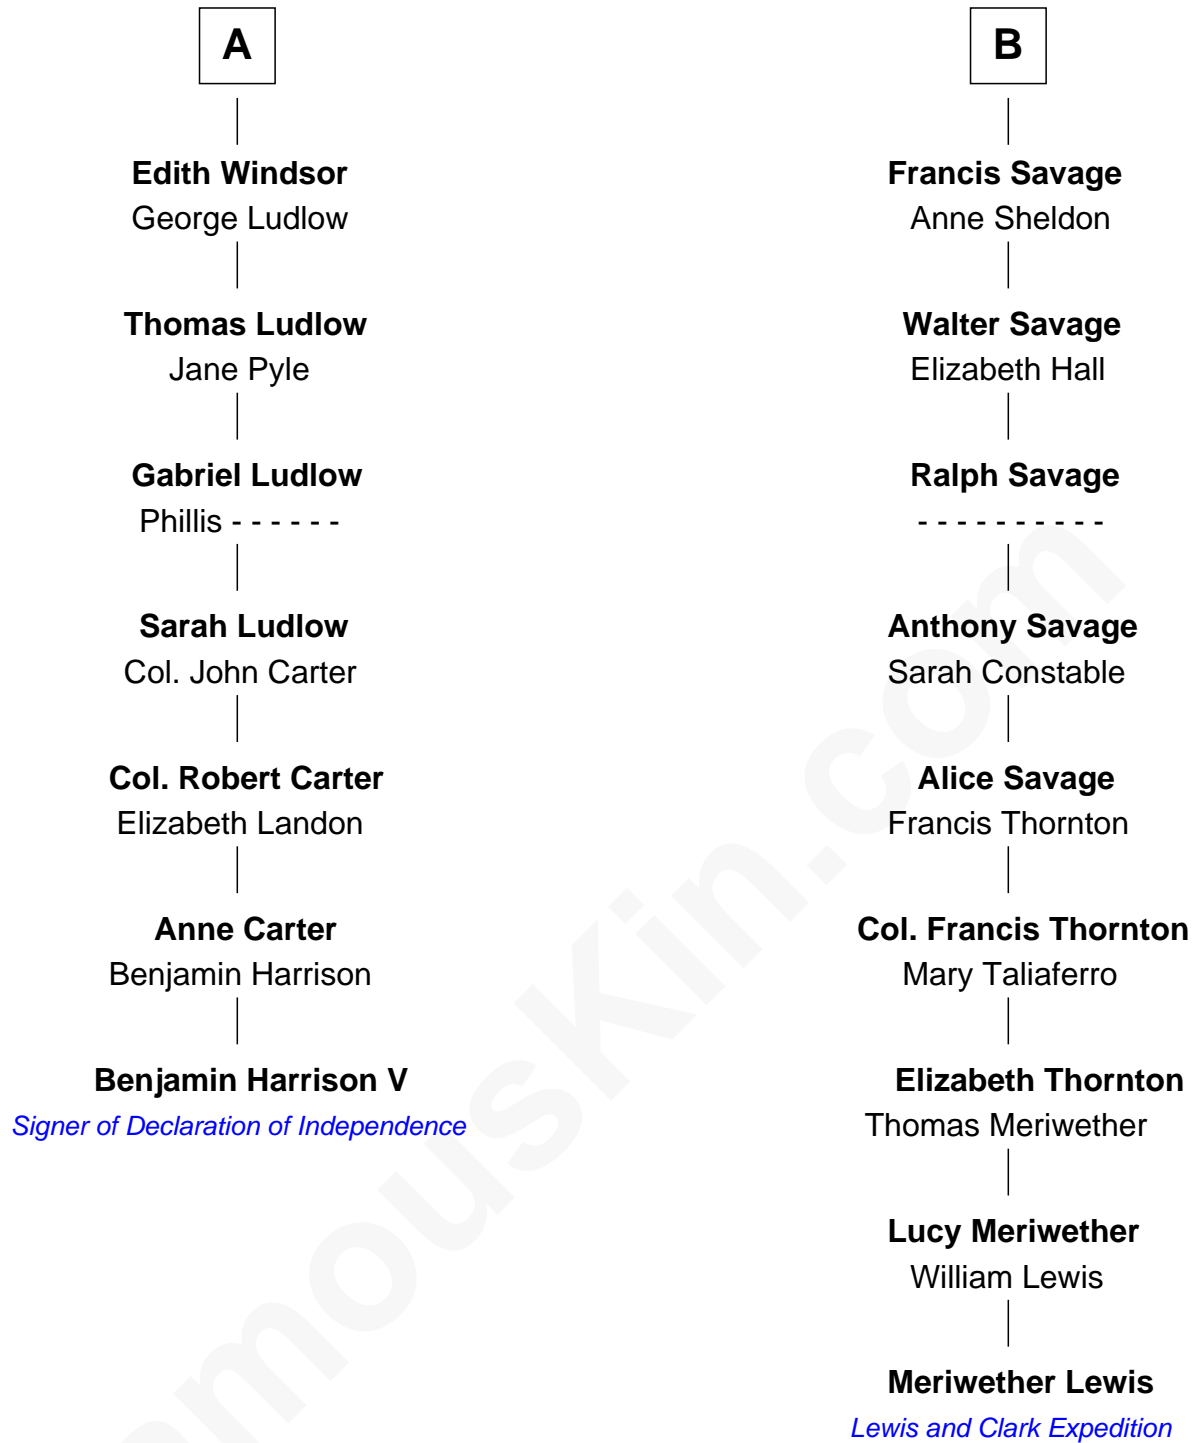 A
Edith Windsor
George Ludlow
Thomas Ludlow
Jane Pyle
Gabriel Ludlow
Phillis - - - - - -
Sarah Ludlow
Col. John Carter
Col. Robert Carter
Elizabeth Landon
Anne Carter
Benjamin Harrison
Benjamin Harrison V
Signer of Declaration of Independence
B
Francis Savage
Anne Sheldon
Walter Savage
Elizabeth Hall
Ralph Savage
- - - - - - - - - -
Anthony Savage
Sarah Constable
Alice Savage
Francis Thornton
Col. Francis Thornton
Mary Taliaferro
Elizabeth Thornton
Thomas Meriwether
Lucy Meriwether
William Lewis
Meriwether Lewis
Lewis and Clark Expedition
amousKin.com